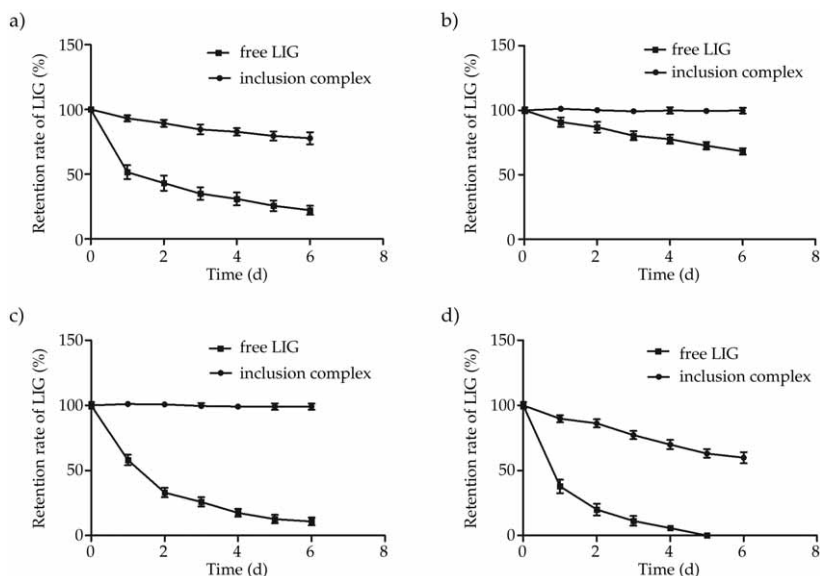 a)
Retention rate of LIG (%)
150
100
50
0
free LIG
inclusion complex
0 2 4 6 8
Time (d)
b)
Retention rate of LIG (%)
150
100
50
0
free LIG
inclusion complex
0 2 4 6 8
Time (d)
c)
Retention rate of LIG (%)
150
100
50
0
free LIG
inclusion complex
0 2 4 6 8
Time (d)
d)
Retention rate of LIG (%)
150
100
50
0
free LIG
inclusion complex
0 2 4 6 8
Time (d)